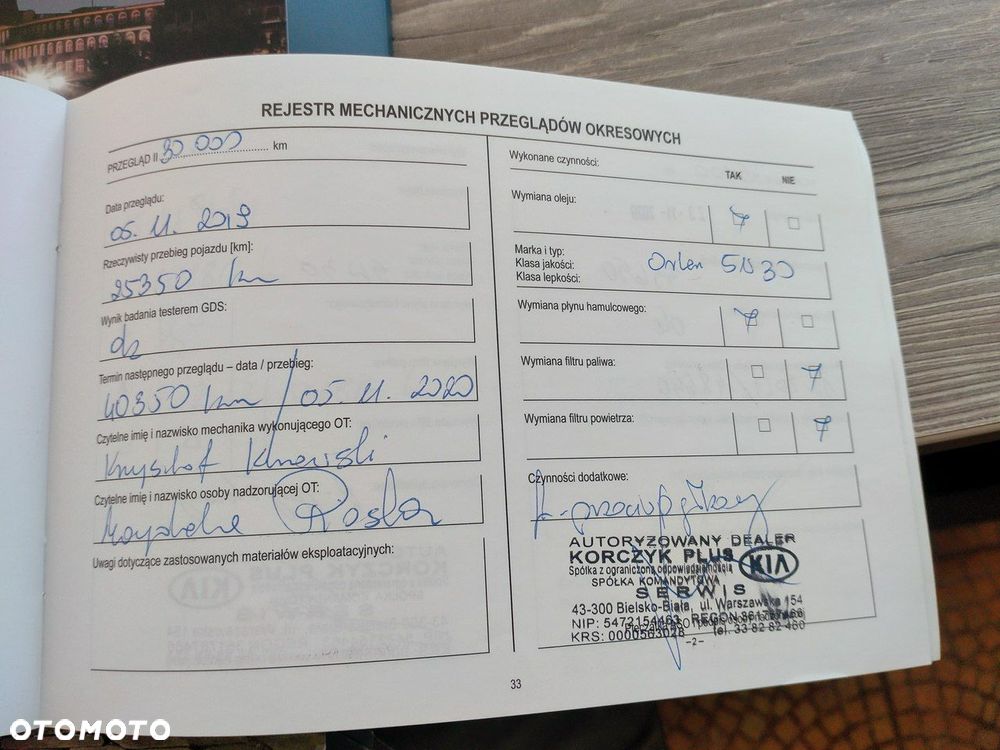 REJESTR MECHANICZNYCH PRZEGLĄDÓW OKRESOWYCH
PRZEGLĄD II 30 000 km
Data przeglądu:
05. 11. 2019
Rzeczywisty przebieg pojazdu [km]:
25350 km
Wynik badania testerem GDS:
ok
Termin następnego przeglądu – data / przebieg:
40350 km / 05. 11. 2020
Czytelne imię i nazwisko mechanika wykonującego OT:
Krzysztof
Czytelne imię i nazwisko osoby nadzorującej OT:
Uwagi dotyczące zastosowanych materiałów eksploatacyjnych:
Wykonane czynności:
TAK NIE
Wymiana oleju:
Marka i typ:
Klasa jakości: Orlen 5W30
Klasa lepkości:
Wymiana płynu hamulcowego:
Wymiana filtru paliwa:
Wymiana filtru powietrza:
Czynności dodatkowe:
f. przeciwpyłkowy
AUTORYZOWANY DEALER
KORCZYK PLUS KIA
Spółka z ograniczoną odpowiedzialnością
SPÓŁKA KOMANDYTOWA
SERWIS
43-300 Bielsko-Biała, ul. Warszawska 154
NIP: 5472154463 REGON
KRS: 0000563028 tel. 33 82 82 460
-2-
33
OTOMOTO